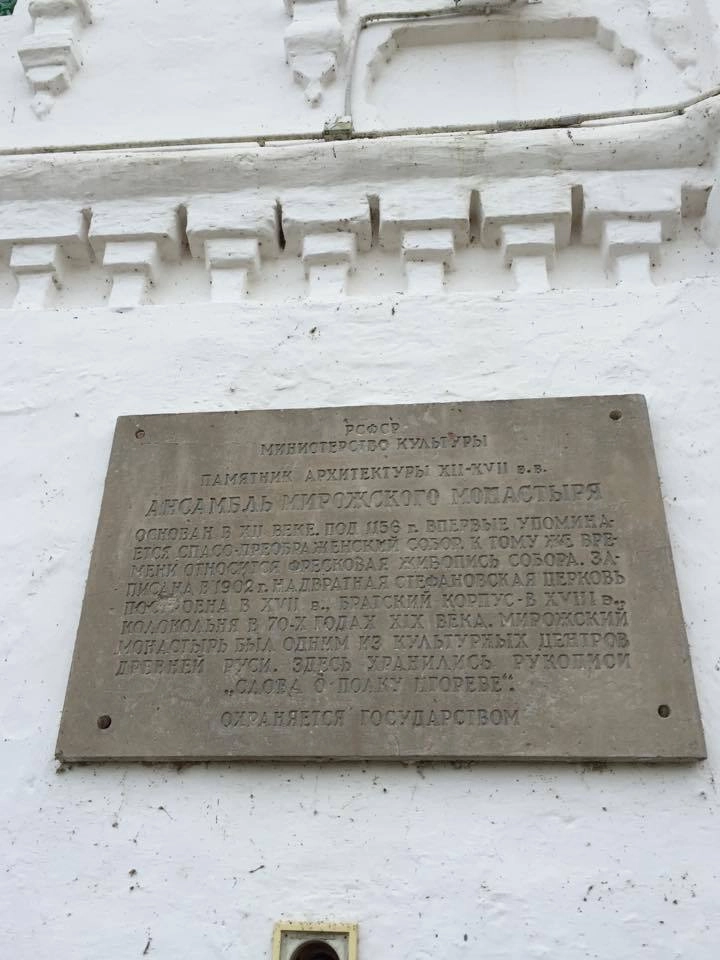 РСФСР
МИНИСТЕРСТВО КУЛЬТУРЫ
ПАМЯТНИК АРХИТЕКТУРЫ XII-XVII в.в.
АНСАМБЛЬ МИРОЖСКОГО МОНАСТЫРЯ
ОСНОВАН В XII ВЕКЕ. ПОД 1156 г. ВПЕРВЫЕ УПОМИНА-
ЕТСЯ СПАСО-ПРЕОБРАЖЕНСКИЙ СОБОР. К ТОМУ ЖЕ ВРЕ-
МЕНИ ОТНОСИТСЯ ФРЕСКОВАЯ ЖИВОПИСЬ СОБОРА. ЗА-
ПИСАНА В 1902 г. НАДВРАТНАЯ СТЕФАНОВСКАЯ ЦЕРКОВЬ
ПОСТРОЕНА В XVII в., БРАТСКИЙ КОРПУС-В XVIII в.,
КОЛОКОЛЬНЯ В 70-Х ГОДАХ XIX ВЕКА. МИРОЖСКИЙ
МОНАСТЫРЬ БЫЛ ОДНИМ ИЗ КУЛЬТУРНЫХ ЦЕНТРОВ
ДРЕВНЕЙ РУСИ. ЗДЕСЬ ХРАНИЛИСЬ РУКОПИСИ
„СЛОВА О ПОЛКУ ИГОРЕВЕ".
ОХРАНЯЕТСЯ ГОСУДАРСТВОМ